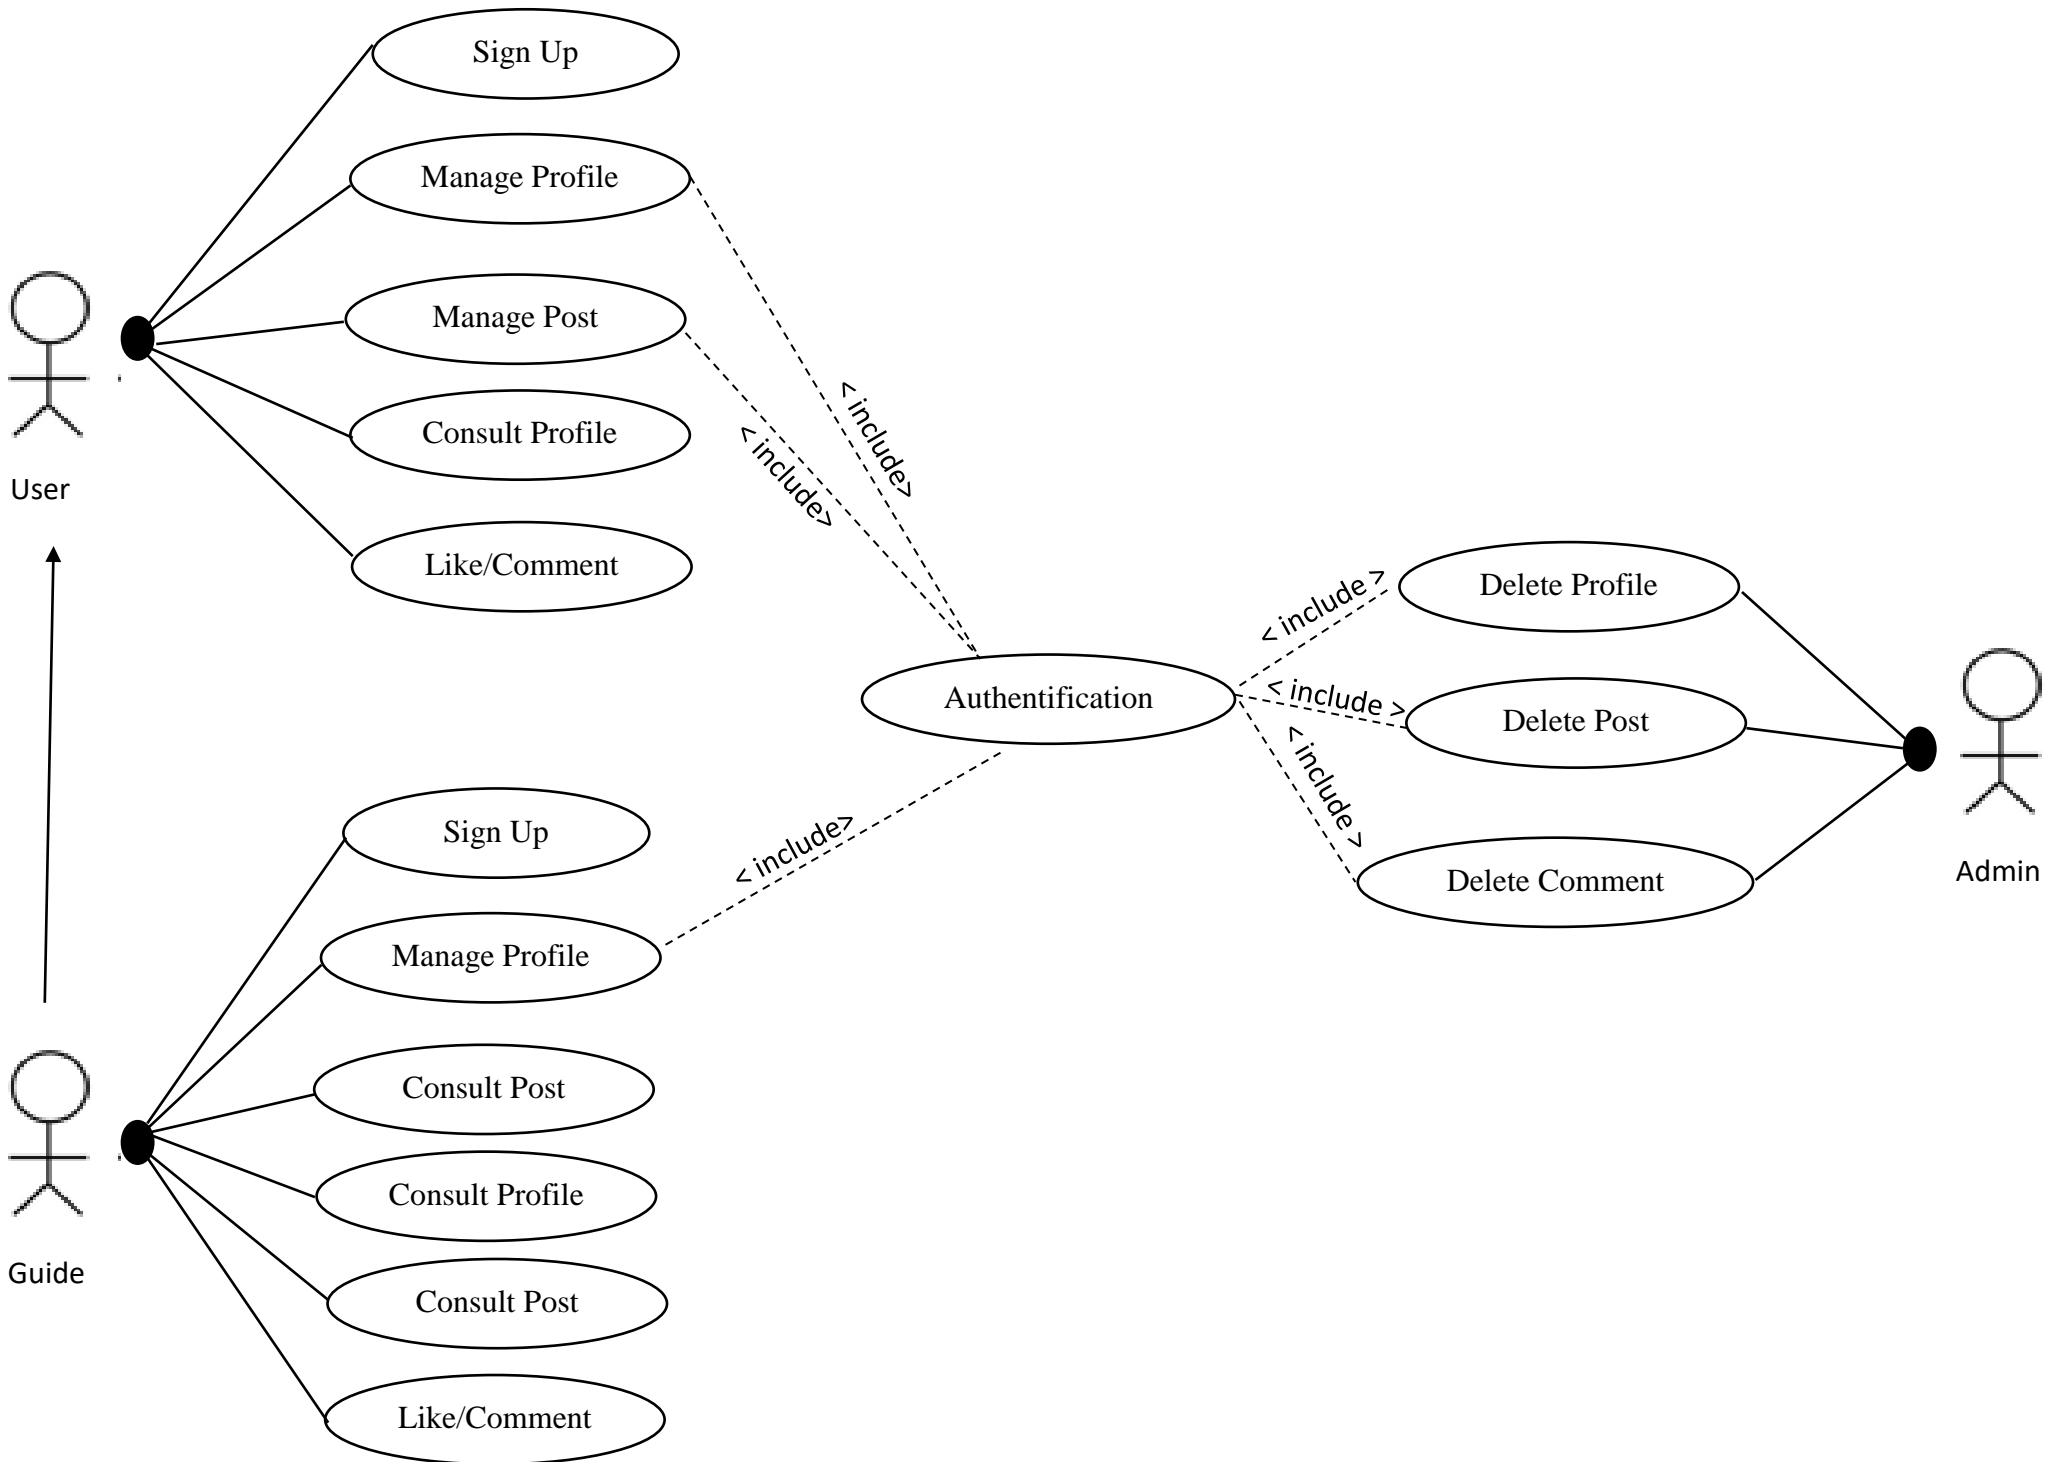 Sign Up
Manage Profile
Manage Post
Consult Profile
Like/Comment
User
< include>
< include>
Authentification
< include >
< include >
< include >
Delete Profile
Delete Post
Delete Comment
Admin
Sign Up
Manage Profile
< include>
Consult Post
Consult Profile
Consult Post
Like/Comment
Guide